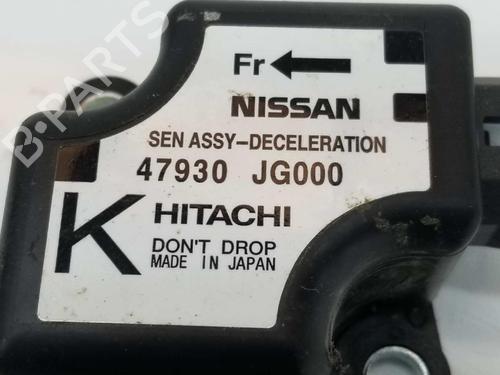 Fr ←
NISSAN
SEN ASSY-DECELERATION
47930 JG000
K HITACHI
DON'T DROP
MADE IN JAPAN
B-PARTS